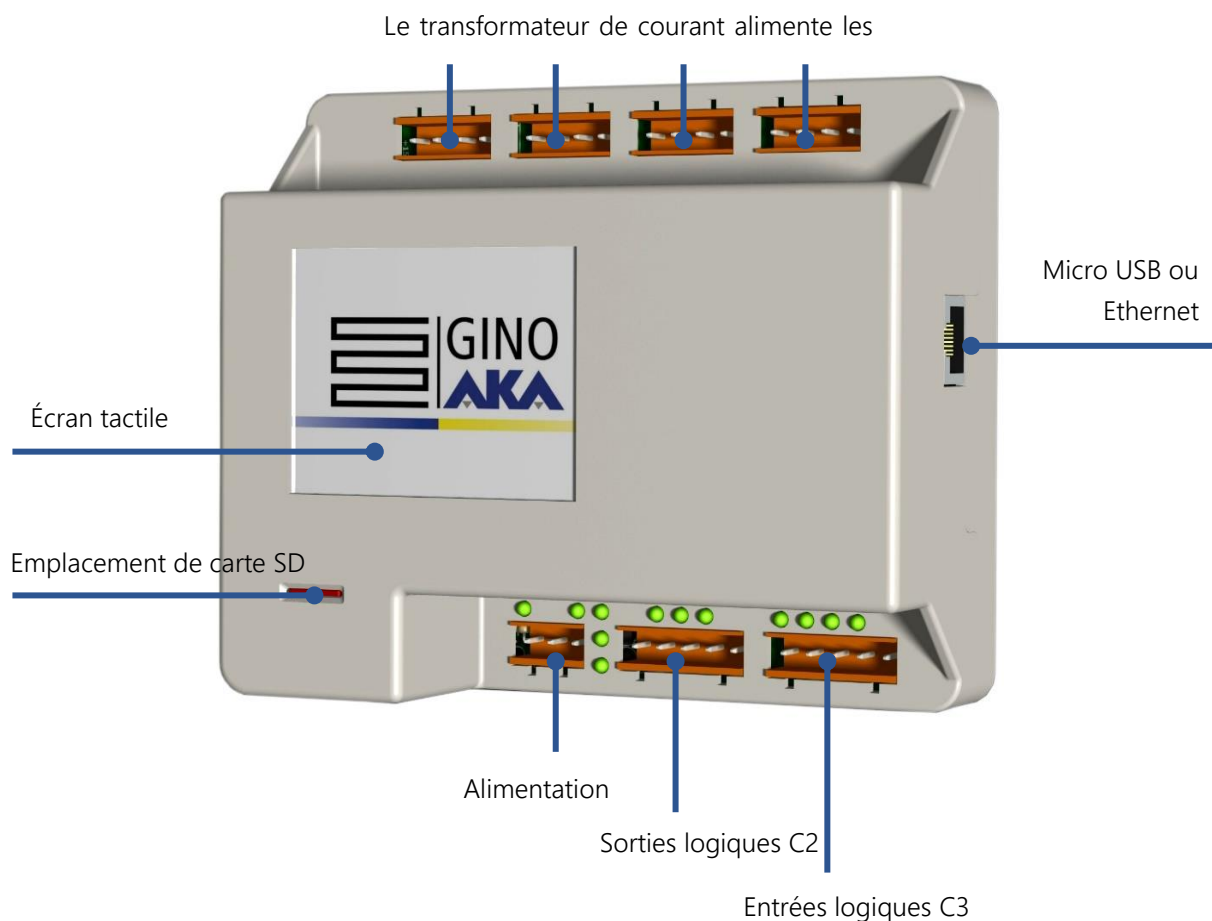 Le transformateur de courant alimente les
Micro USB ou
Ethernet
GINO
AKA
Écran tactile
Emplacement de carte SD
Alimentation
Sorties logiques C2
Entrées logiques C3